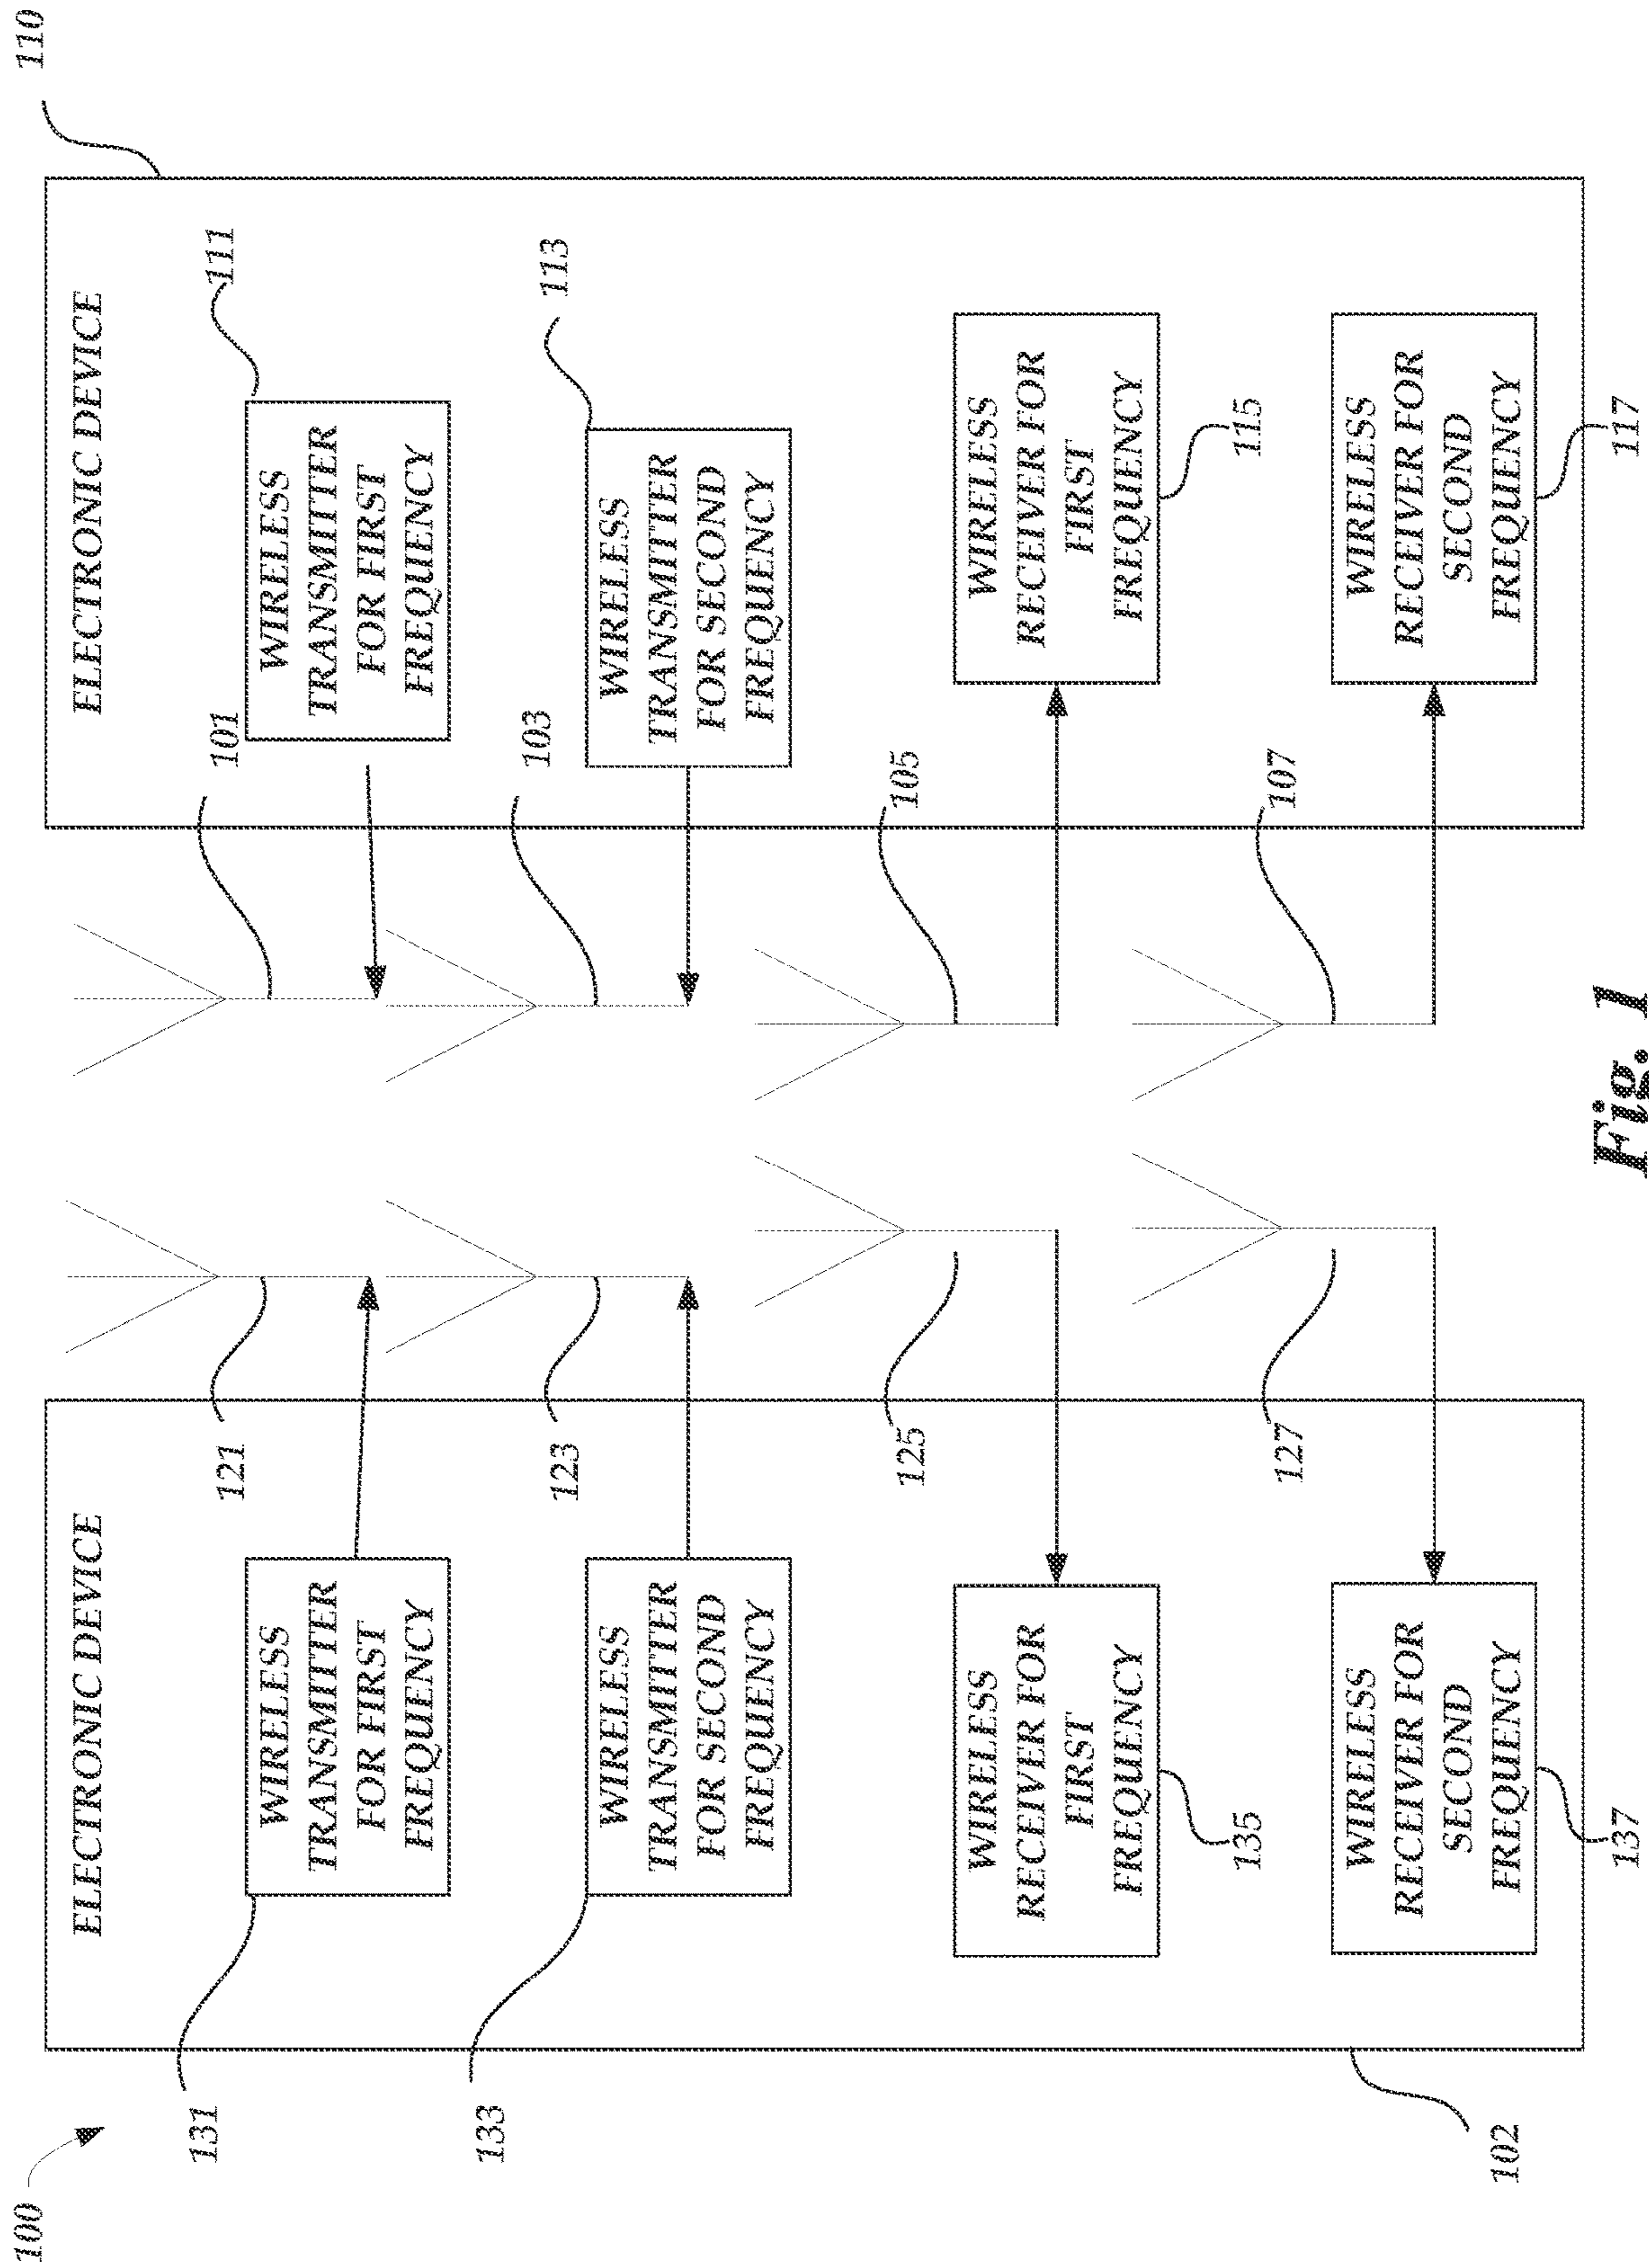 100
ELECTRONIC DEVICE
131
WIRELESS
TRANSMITTER
FOR FIRST
FREQUENCY
121
133
WIRELESS
TRANSMITTER
FOR SECOND
FREQUENCY
123
WIRELESS
RECEIVER FOR
FIRST
FREQUENCY
125
135
WIRELESS
RECEIVER FOR
SECOND
FREQUENCY
127
137
102
ELECTRONIC DEVICE
110
101
WIRELESS
TRANSMITTER
FOR FIRST
FREQUENCY
111
103
WIRELESS
TRANSMITTER
FOR SECOND
FREQUENCY
113
105
WIRELESS
RECEIVER FOR
FIRST
FREQUENCY
115
107
WIRELESS
RECEIVER FOR
SECOND
FREQUENCY
117
Fig. 1